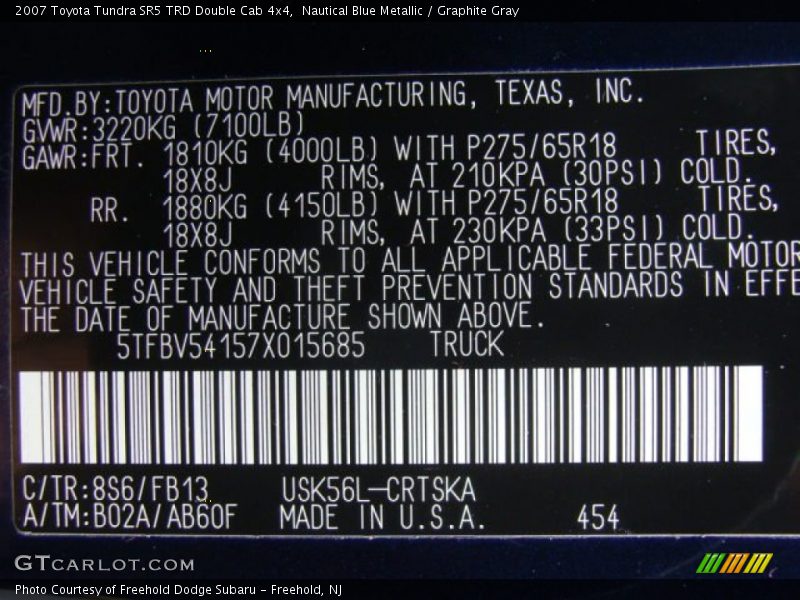 2007 Toyota Tundra SR5 TRD Double Cab 4x4,  Nautical Blue Metallic / Graphite Gray
MFD.BY:TOYOTA MOTOR MANUFACTURING, TEXAS, INC.
GVWR:3220KG (7100LB)
GAWR:FRT. 1810KG (4000LB) WITH P275/65R18 TIRES,
18X8J RIMS, AT 210KPA (30PSI) COLD.
RR. 1880KG (4150LB) WITH P275/65R18 TIRES,
18X8J RIMS, AT 230KPA (33PSI) COLD.
THIS VEHICLE CONFORMS TO ALL APPLICABLE FEDERAL MOTOR
VEHICLE SAFETY AND THEFT PREVENTION STANDARDS IN EFFE
THE DATE OF MANUFACTURE SHOWN ABOVE.
5TFBV54157X015685 TRUCK
C/TR:8S6/FB13 USK56L-CRTSKA
A/TM:B02A/AB60F MADE IN U.S.A. 454
GTCARLOT.COM
Photo Courtesy of Freehold Dodge Subaru - Freehold, NJ